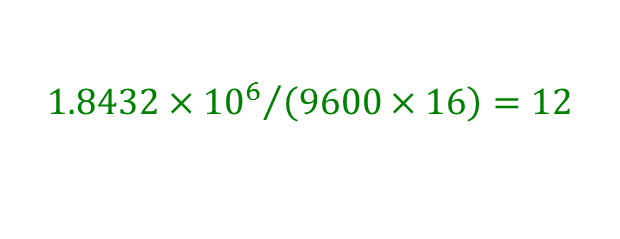 1.8432 × 10⁶/(9600 × 16) = 12